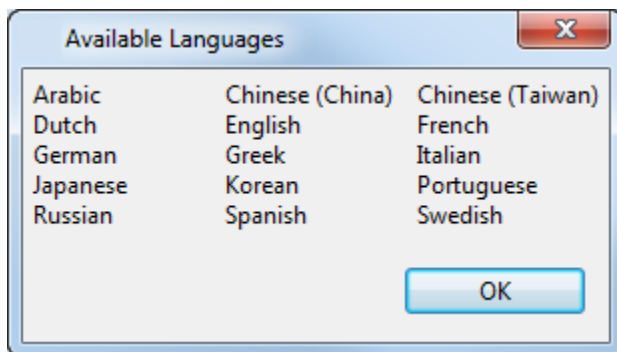 Available Languages
Arabic Chinese (China) Chinese (Taiwan)
Dutch English French
German Greek Italian
Japanese Korean Portuguese
Russian Spanish Swedish
OK